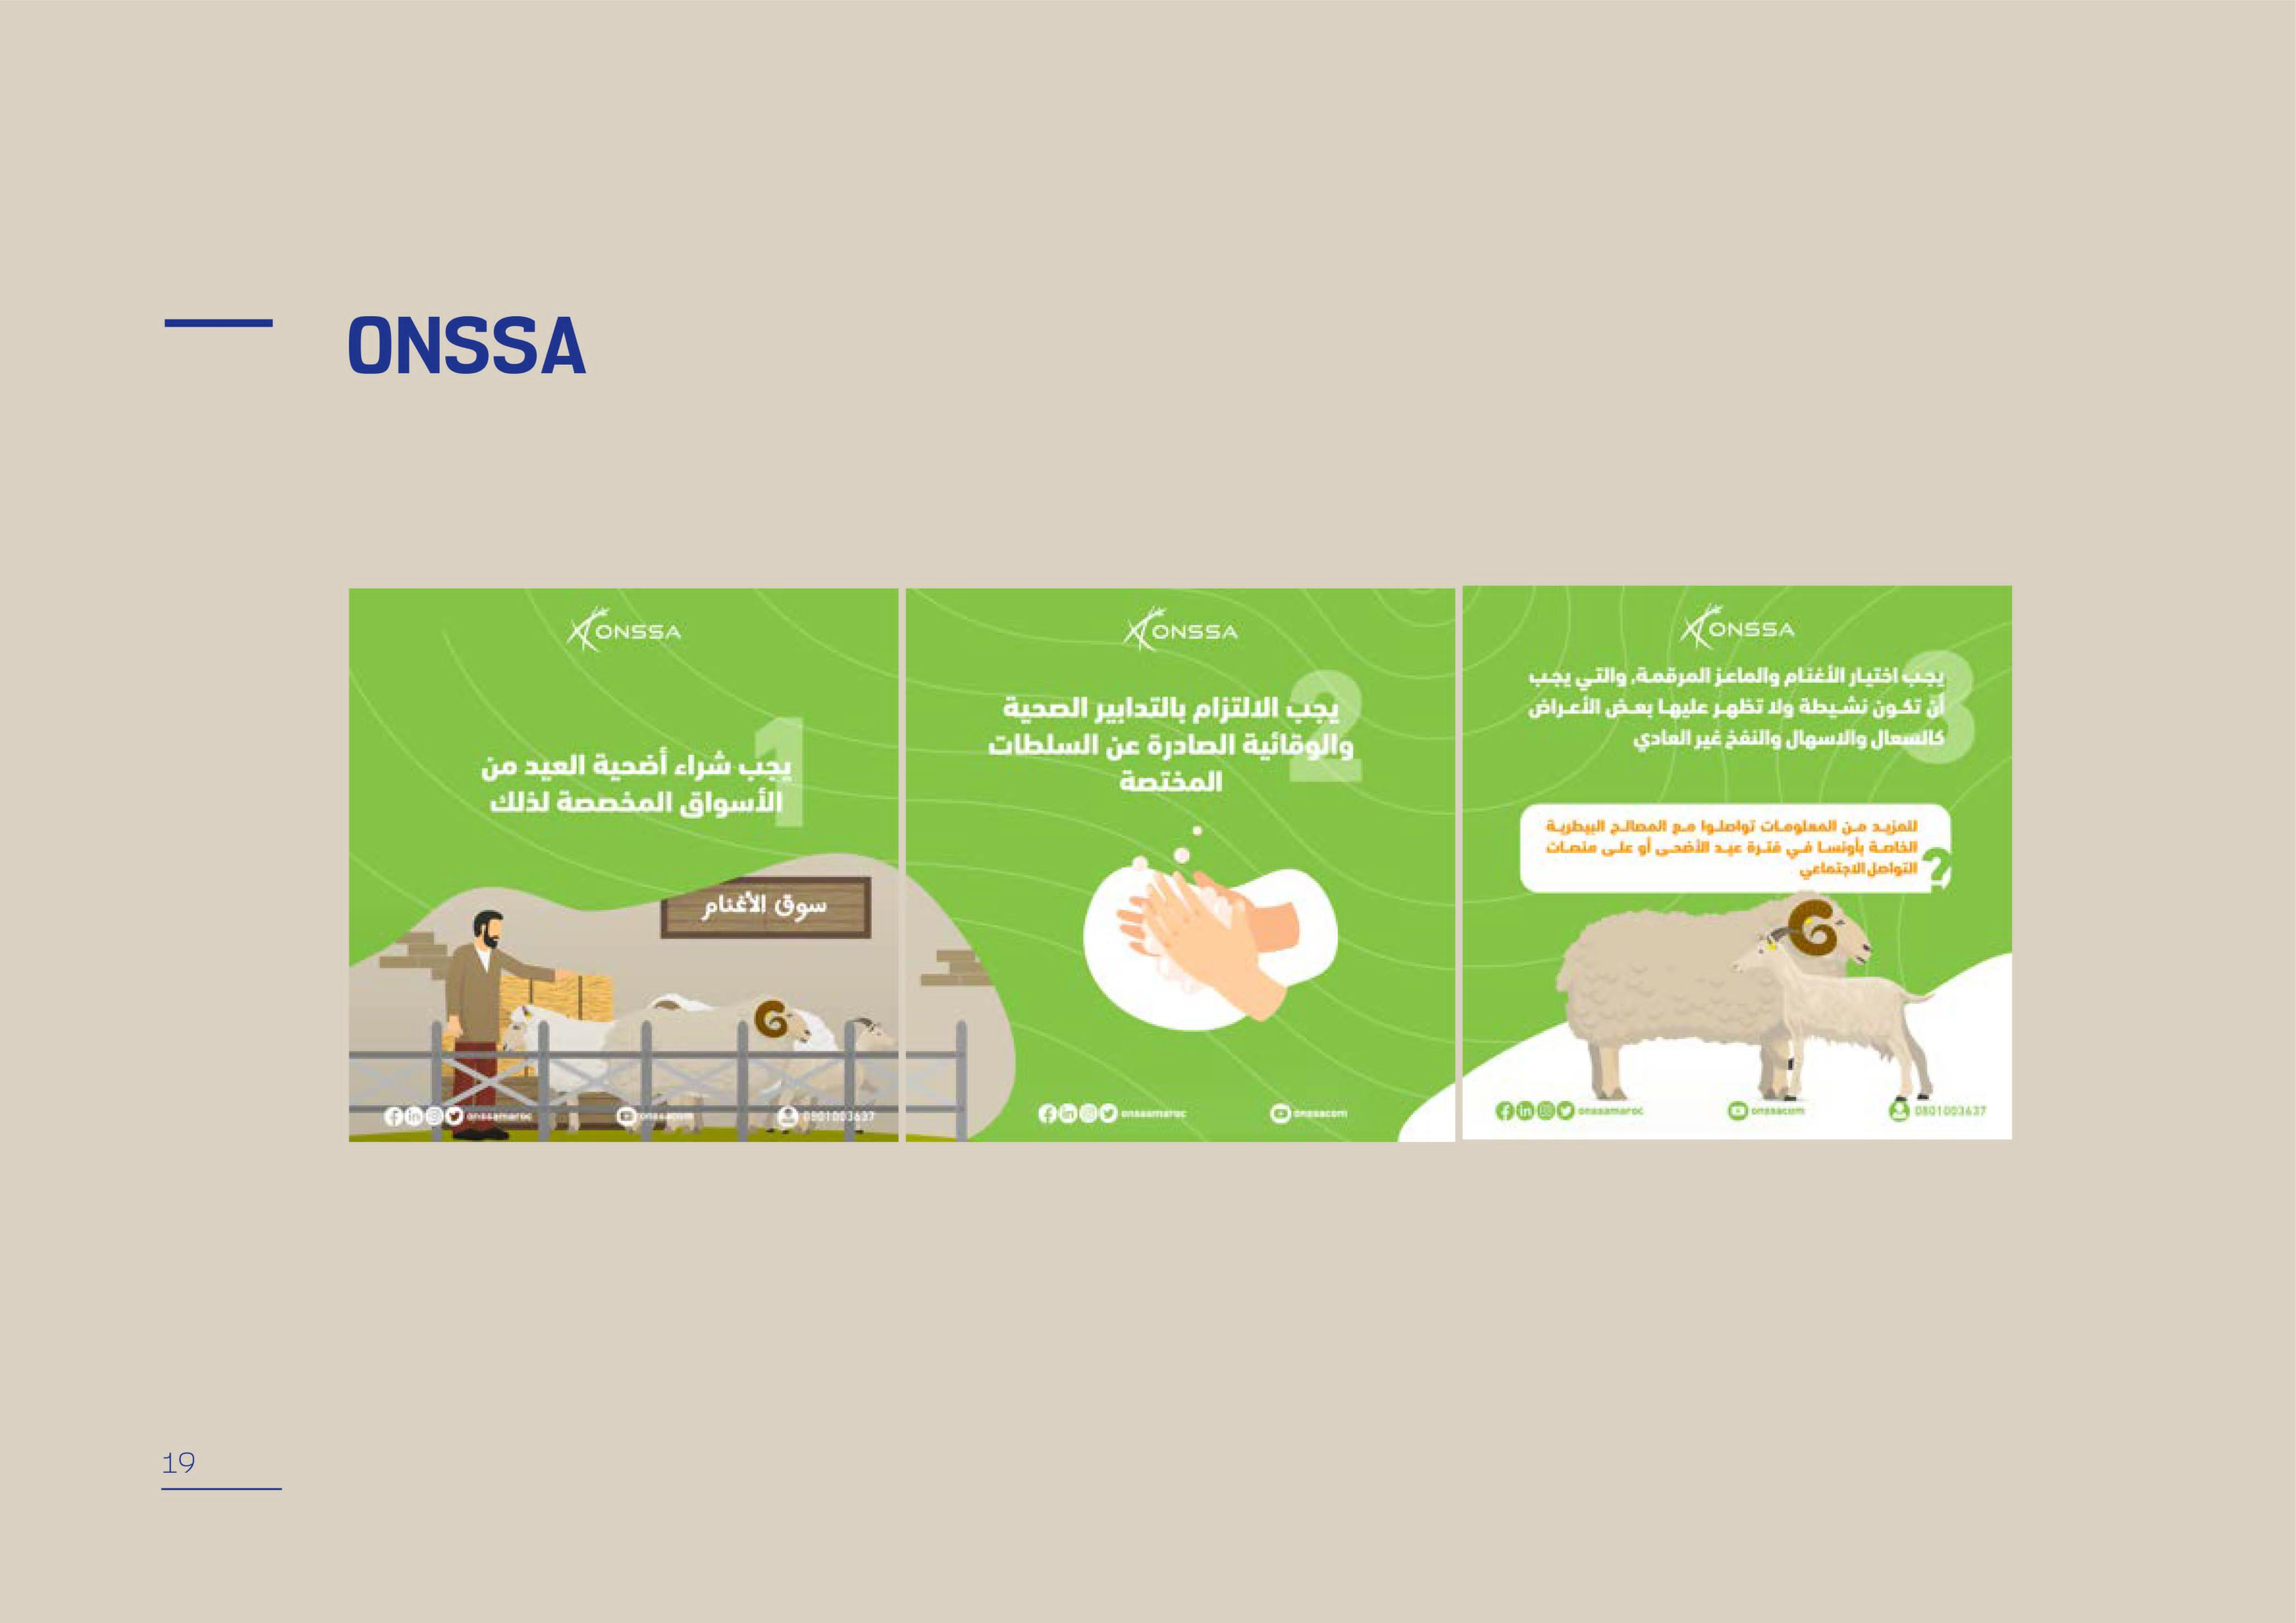 ONSSA
ONSSA
1
يجب شراء أضحية العيد من
الأسواق المخصصة لذلك
سوق الأغنام
onssamaroc
onssacom
0801003637
ONSSA
2
يجب الالتزام بالتدابير الصحية
والوقائية الصادرة عن السلطات
المختصة
onssamaroc
onssacom
ONSSA
3
يجب اختيار الأغنام والماعز المرقمة، والتي يجب
أن تكون نشيطة ولا تظهر عليها بعض الأعراض
كالسعال والاسهال والنفخ غير العادي
للمزيد من المعلومات تواصلوا مع المصالح البيطرية
الخاصة بأونسا في فترة عيد الأضحى أو على منصات
التواصل الاجتماعي
؟
onssamaroc
onssacom
0801003637
19